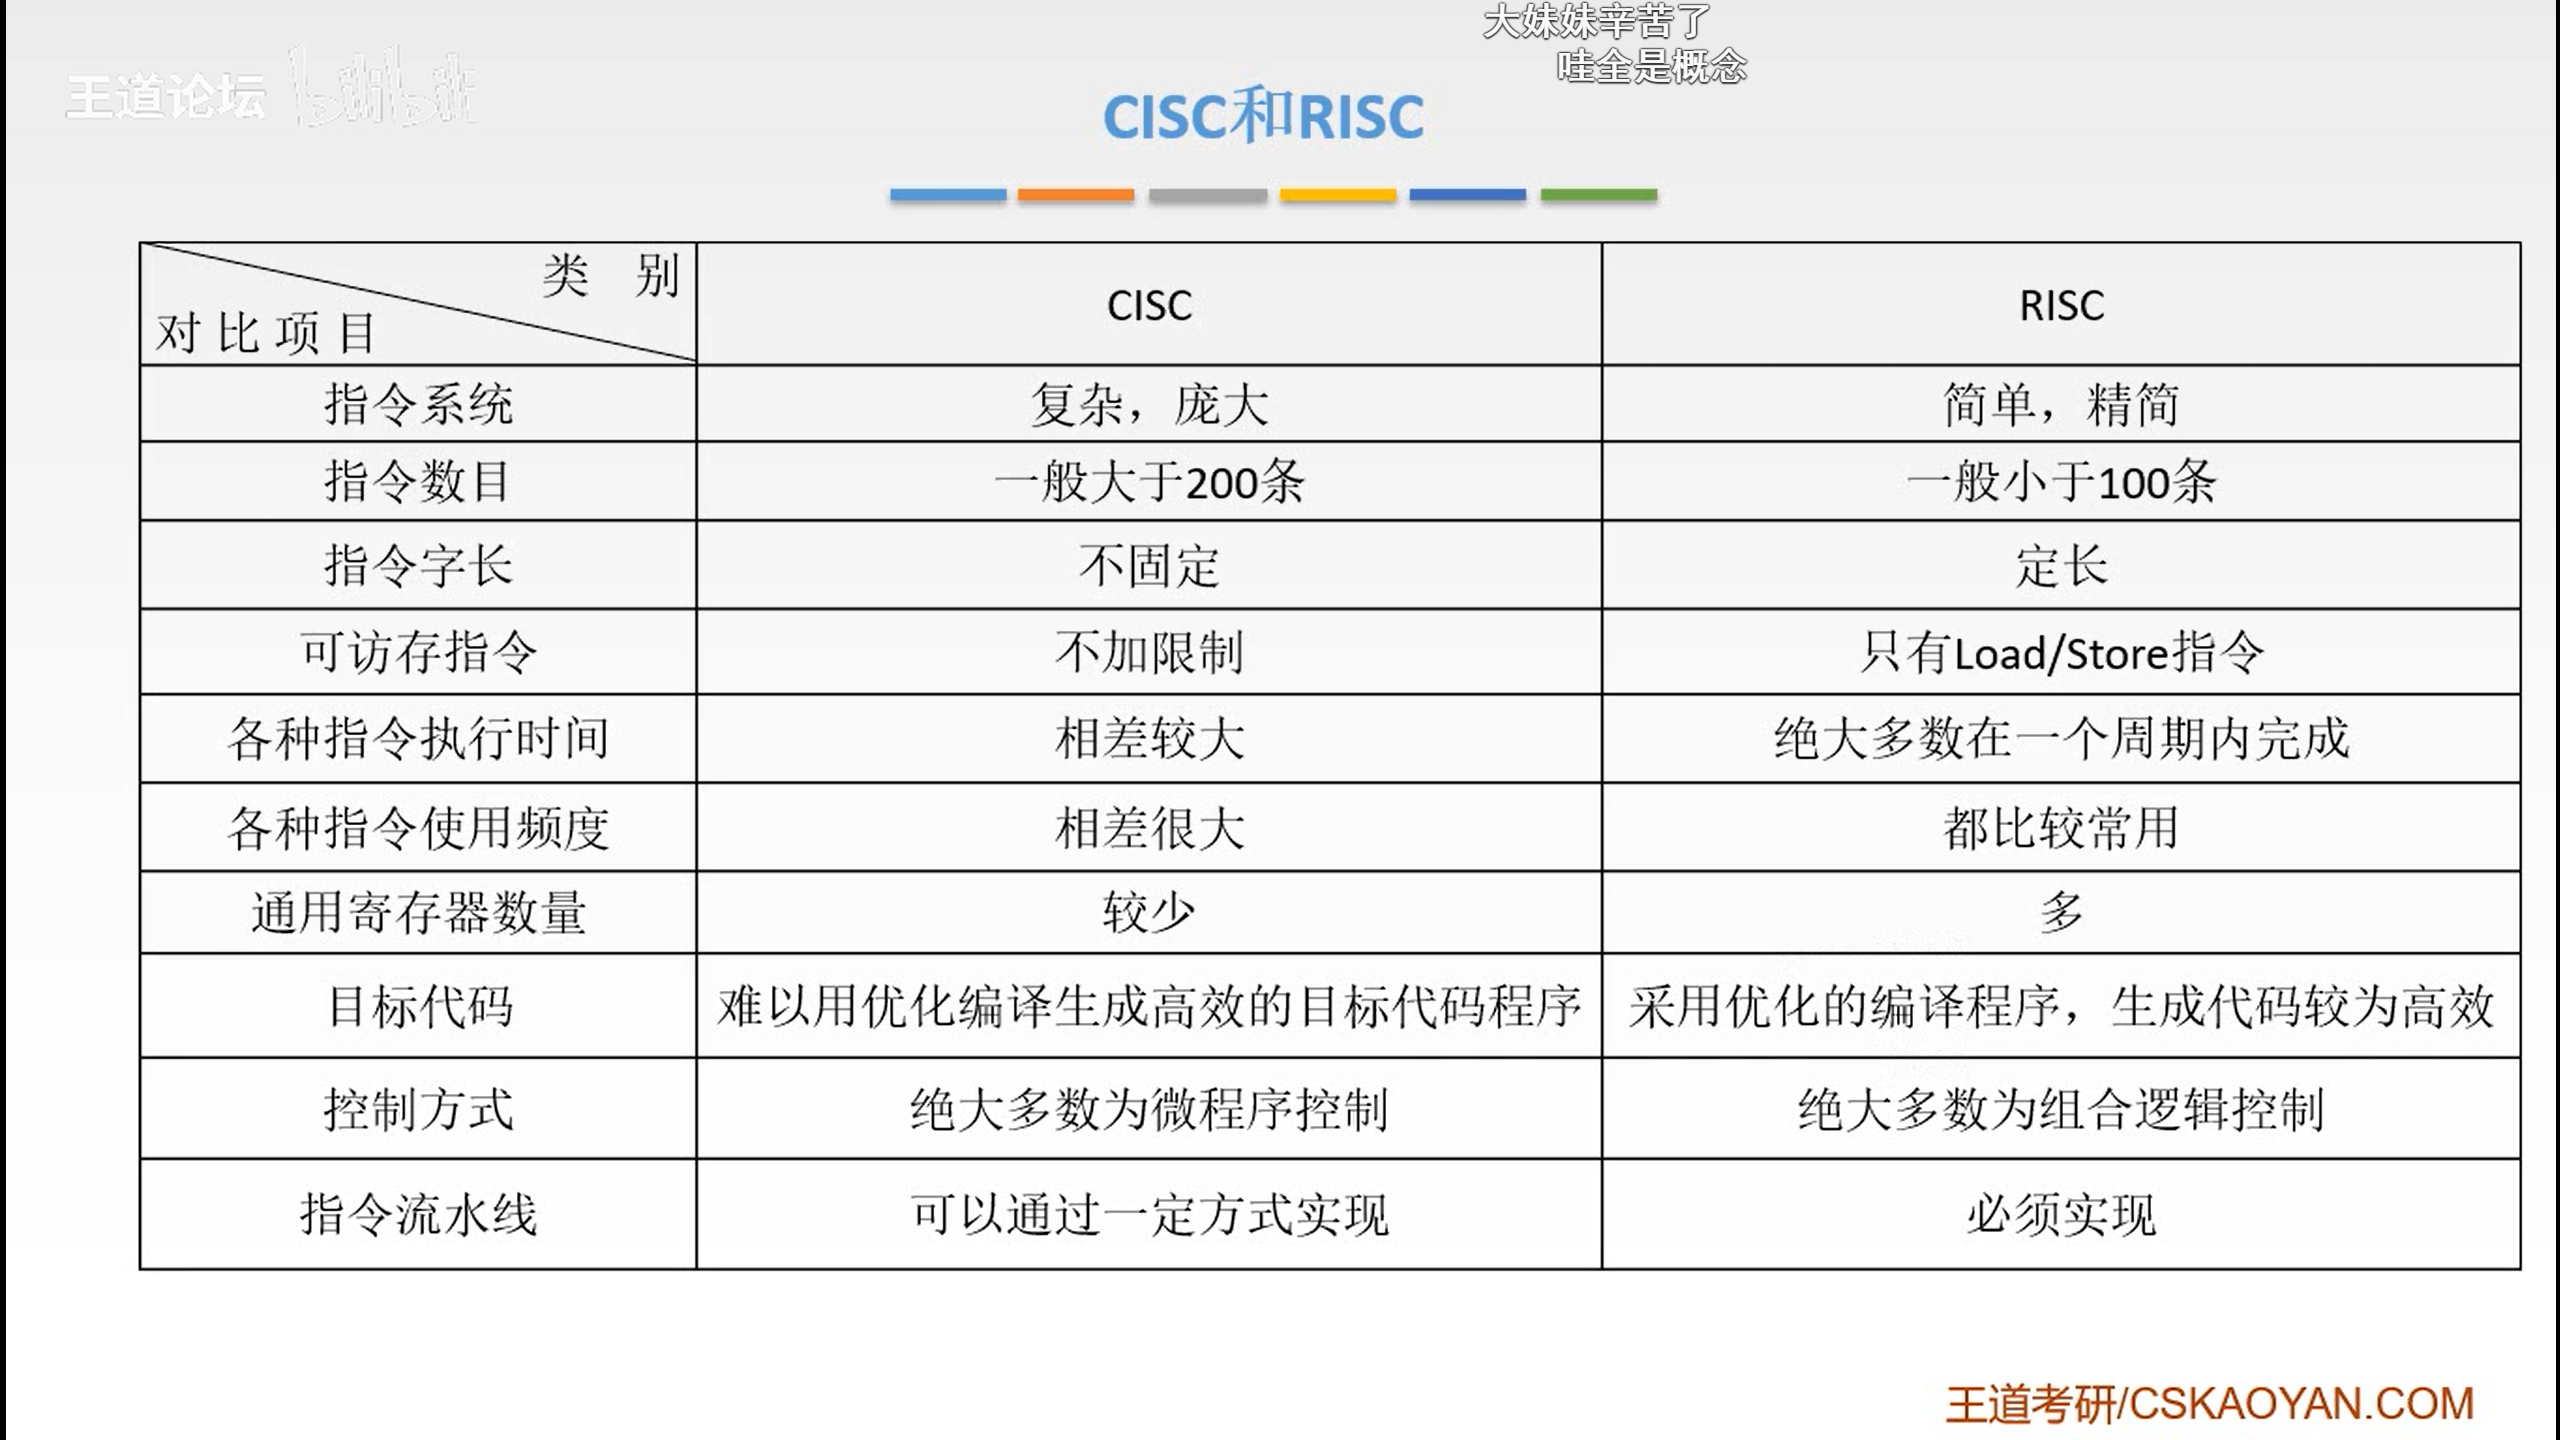 大妹妹辛苦了
哇全是概念
王道论坛 bilibili
CISC和RISC
类 别
对比项目
CISC
RISC
指令系统
复杂，庞大
简单，精简
指令数目
一般大于200条
一般小于100条
指令字长
不固定
定长
可访存指令
不加限制
只有Load/Store指令
各种指令执行时间
相差较大
绝大多数在一个周期内完成
各种指令使用频度
相差很大
都比较常用
通用寄存器数量
较少
多
目标代码
难以用优化编译生成高效的目标代码程序
采用优化的编译程序，生成代码较为高效
控制方式
绝大多数为微程序控制
绝大多数为组合逻辑控制
指令流水线
可以通过一定方式实现
必须实现
王道考研/CSKAOYAN.COM